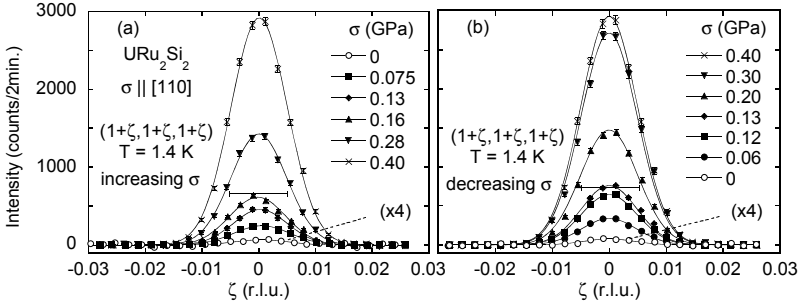 Intensity (counts/2min.)
3000
2000
1000
0
(a)
URu2Si2
σ || [110]
(1+ζ,1+ζ,1+ζ)
T = 1.4 K
increasing σ
σ (GPa)
0
0.075
0.13
0.16
0.28
0.40
(x4)
-0.03 -0.02 -0.01 0 0.01 0.02 0.03
ζ (r.l.u.)
(b)
σ (GPa)
0.40
0.30
0.20
0.13
0.12
0.06
0
(1+ζ,1+ζ,1+ζ)
T = 1.4 K
decreasing σ
(x4)
-0.02 -0.01 0 0.01 0.02 0.03
ζ (r.l.u.)